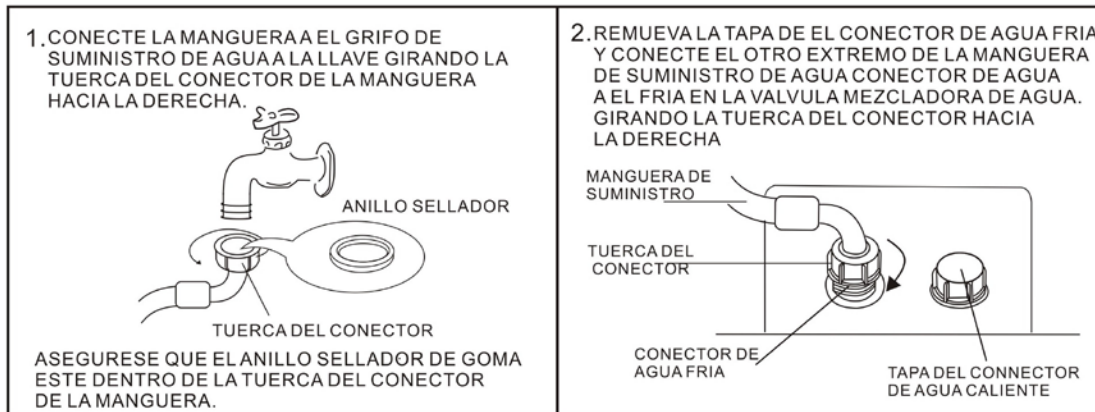 1. CONECTE LA MANGUERA A EL GRIFO DE
SUMINISTRO DE AGUA A LA LLAVE GIRANDO LA
TUERCA DEL CONECTOR DE LA MANGUERA
HACIA LA DERECHA.
ANILLO SELLADOR
TUERCA DEL CONECTOR
ASEGURESE QUE EL ANILLO SELLADOR DE GOMA
ESTE DENTRO DE LA TUERCA DEL CONECTOR
DE LA MANGUERA.
2. REMUEVA LA TAPA DE EL CONECTOR DE AGUA FRIA
Y CONECTE EL OTRO EXTREMO DE LA MANGUERA
DE SUMINISTRO DE AGUA CONECTOR DE AGUA
A EL FRIA EN LA VALVULA MEZCLADORA DE AGUA.
GIRANDO LA TUERCA DEL CONECTOR HACIA
LA DERECHA
MANGUERA DE
SUMINISTRO
TUERCA DEL
CONECTOR
CONECTOR DE
AGUA FRIA
TAPA DEL CONNECTOR
DE AGUA CALIENTE